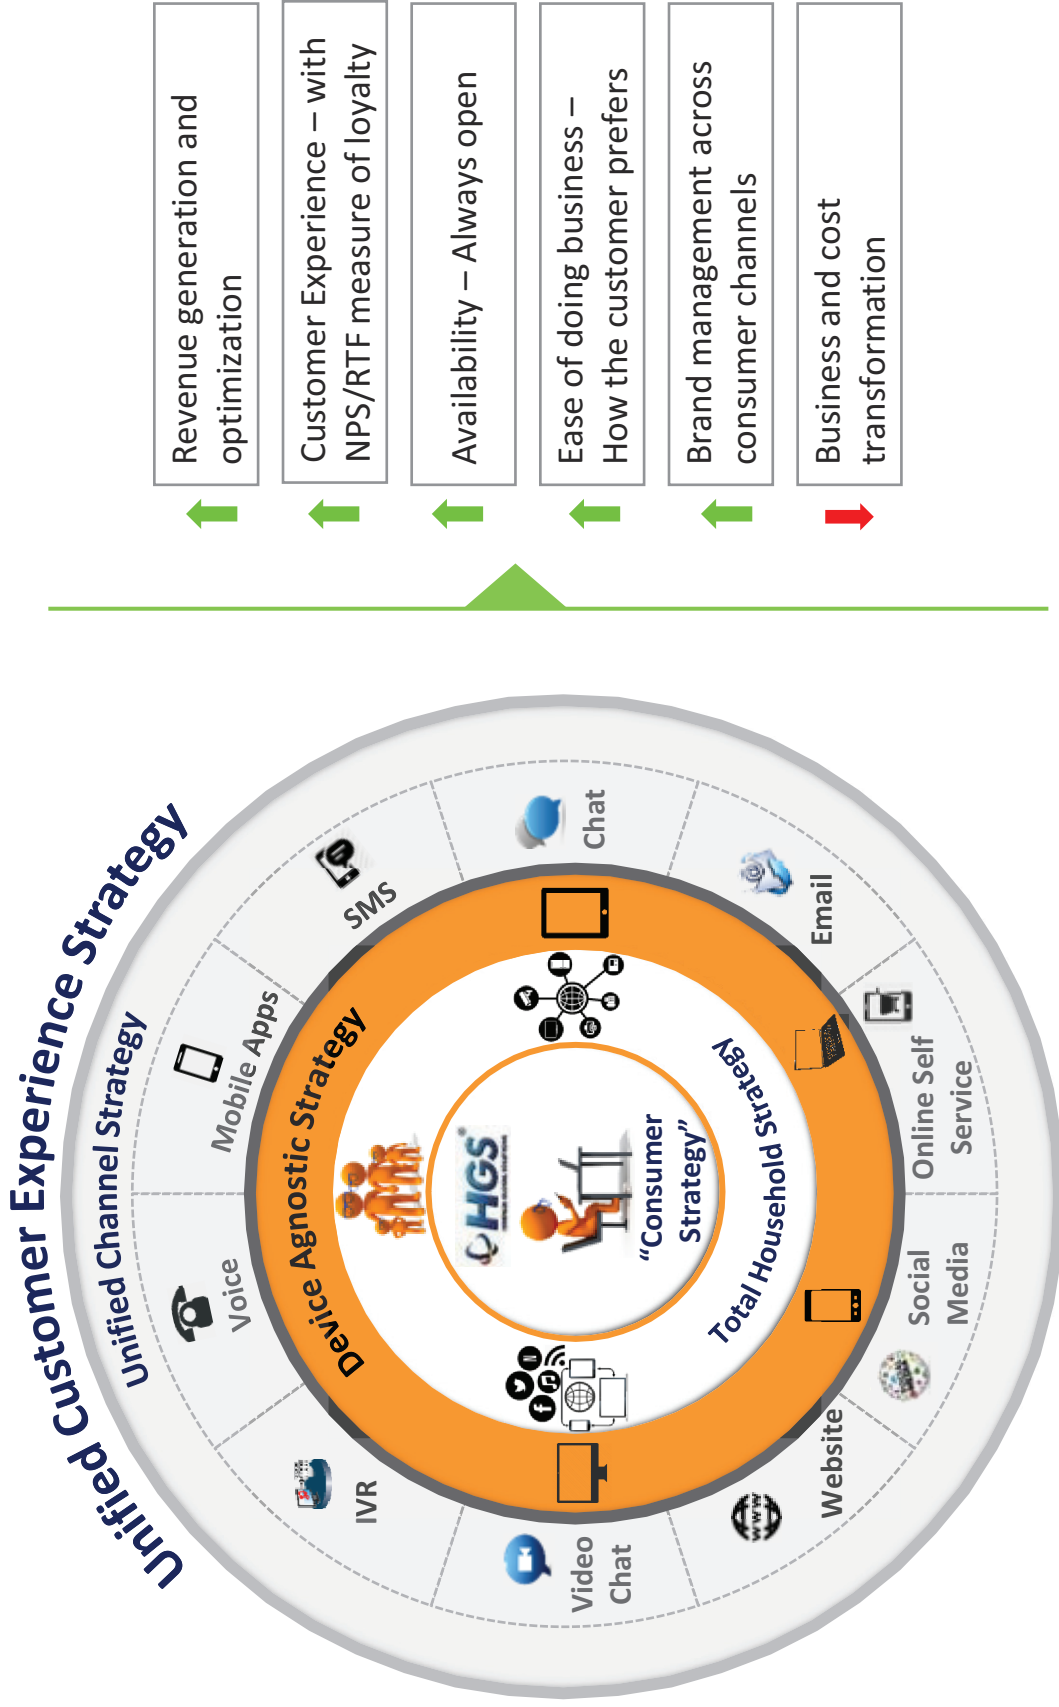 Unified Customer Experience Strategy
Unified Channel Strategy
Voice
Mobile Apps
SMS
Chat
Email
Online Self
Service
Social
Media
Website
Video
Chat
IVR
Device Agnostic Strategy
HGS
“Consumer
Strategy”
Total Household Strategy
Revenue generation and
optimization
Customer Experience – with
NPS/RTF measure of loyalty
Availability – Always open
Ease of doing business –
How the customer prefers
Brand management across
consumer channels
Business and cost
transformation